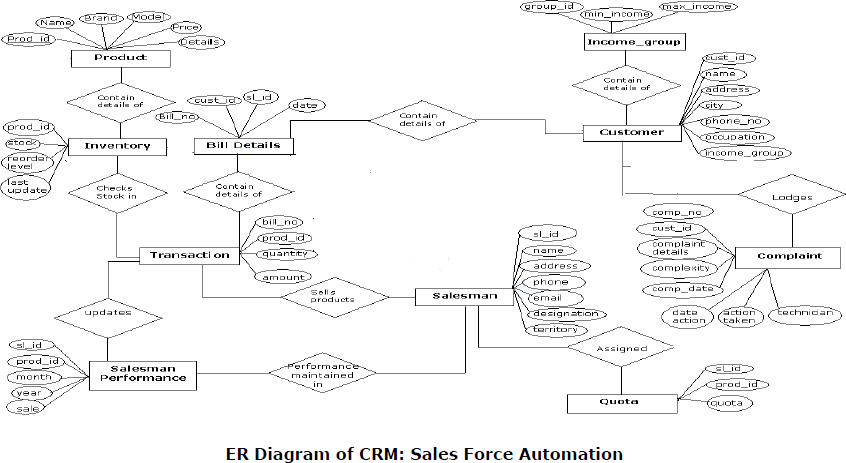 group_id
min_income
max_income
Name
Brand
Model
Price
Prod_id
Details
Product
Income_group
cust_id
name
address
city
phone_no
occupation
income_group
Contain
details of
Contain
details of
cust_id
sl_id
date
Bill_no
Contain
details of
prod_id
stock
reorder
level
last
update
Inventory
Bill Details
Customer
Checks
Stock in
Contain
details of
Lodges
bill_no
prod_id
quantity
amount
Transaction
comp_no
cust_id
complaint
details
complexity
comp_date
Complaint
date
action
action
taken
technician
sl_id
name
address
phone
email
designation
territory
Sells
products
Salesman
updates
Assigned
sl_id
prod_id
month
year
sale
Salesman
Performance
Performance
maintained
in
sl_id
prod_id
quota
Quota
ER Diagram of CRM: Sales Force Automation